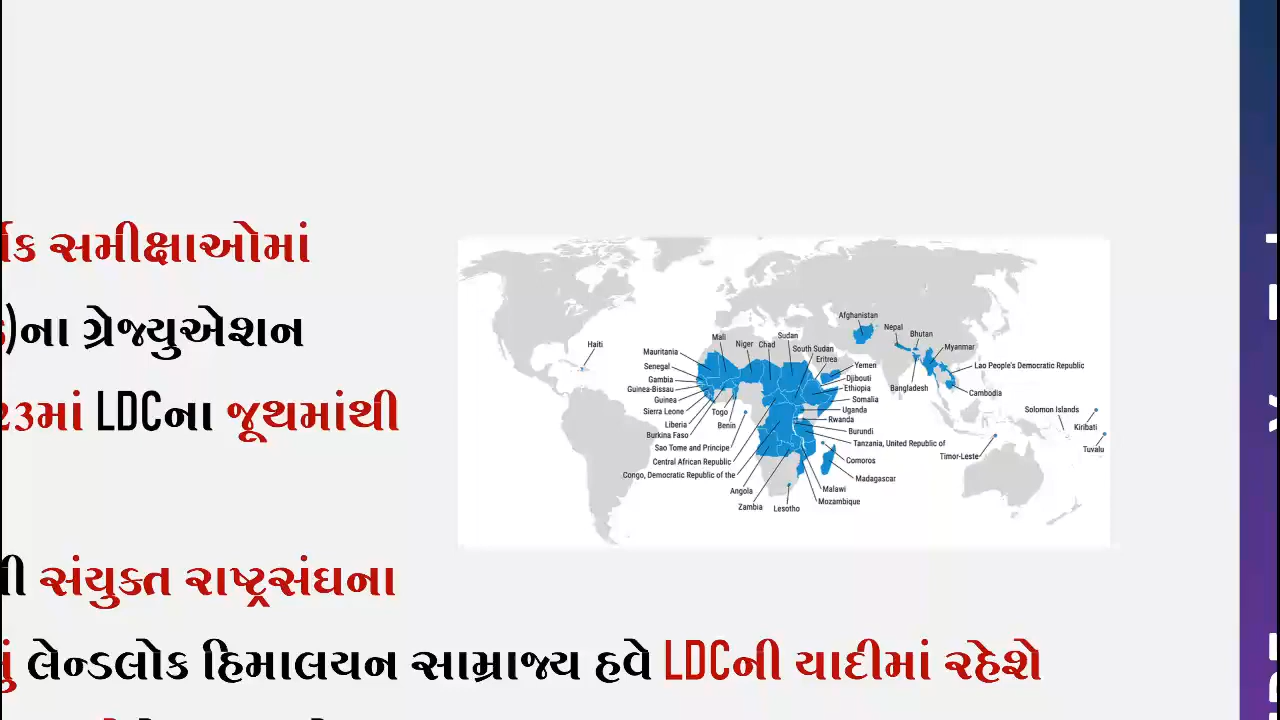 સમીક્ષાઓમાં
ના ગ્રેજ્યુએશન
૨૩માં LDCના જૂથમાંથી
સંયુક્ત રાષ્ટ્રસંઘના
લેન્ડલોક હિમાલયન સામ્રાજ્ય હવે LDCની યાદીમાં રહેશે
Haiti
Afghanistan
Nepal
Bhutan
Myanmar
Lao People's Democratic Republic
Bangladesh
Cambodia
Mali
Niger
Chad
Sudan
South Sudan
Eritrea
Yemen
Djibouti
Ethiopia
Somalia
Uganda
Rwanda
Burundi
Tanzania, United Republic of
Comoros
Madagascar
Malawi
Mozambique
Mauritania
Senegal
Gambia
Guinea-Bissau
Guinea
Sierra Leone
Liberia
Burkina Faso
Togo
Benin
Sao Tome and Principe
Central African Republic
Congo, Democratic Republic of the
Angola
Zambia
Lesotho
Solomon Islands
Kiribati
Tuvalu
Timor-Leste